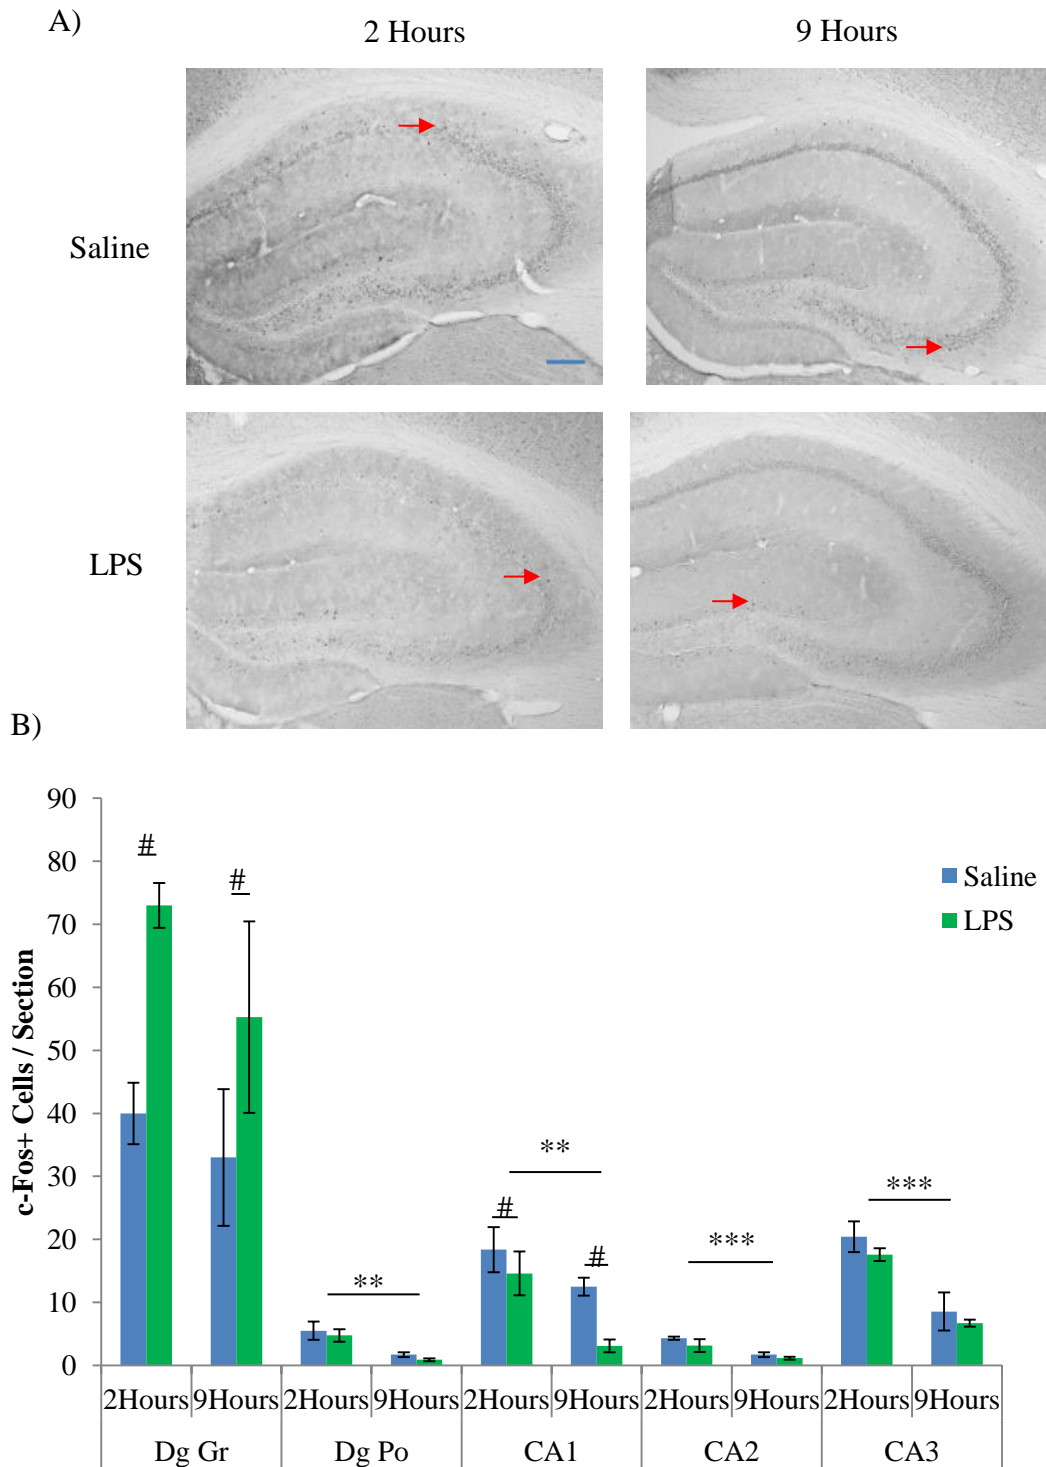 A)
2 Hours
9 Hours
Saline
LPS
B)
c-Fos+ Cells / Section
90
80
70
60
50
40
30
20
10
0
#
#
**
#
**
#
***
***
Saline
LPS
2Hours 9Hours 2Hours 9Hours 2Hours 9Hours 2Hours 9Hours 2Hours 9Hours
Dg Gr Dg Po CA1 CA2 CA3